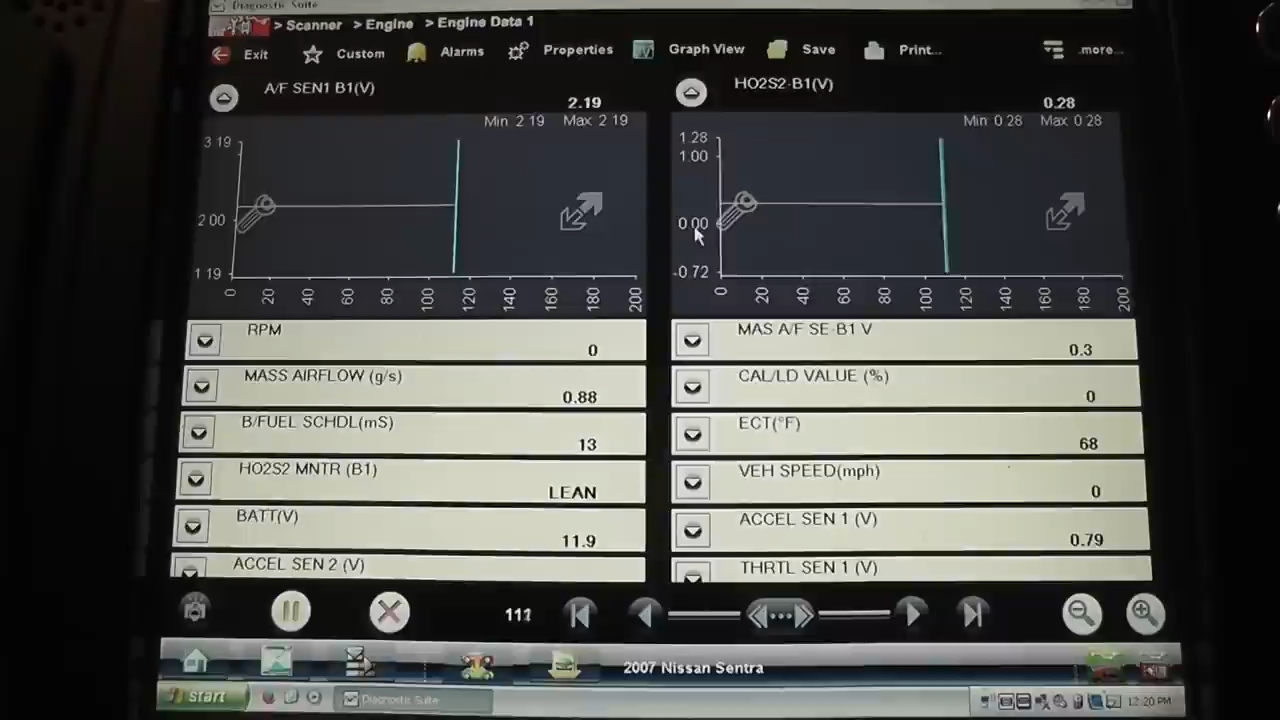 Diagnostic Suite
> Scanner > Engine > Engine Data 1
Exit Custom Alarms Properties Graph View Save Print... .more...
A/F SEN1 B1(V)
2.19
Min: 2 19 Max: 2 19
3 19
2 00
1 19
0 20 40 60 80 100 120 140 160 180 200
HO2S2-B1(V)
0.28
Min: 0 28 Max: 0 28
1.28
1.00
0.00
-0.72
0 20 40 60 80 100 120 140 160 180 200
RPM
0
MAS A/F SE-B1 V
0.3
MASS AIRFLOW (g/s)
0.88
CAL/LD VALUE (%)
0
B/FUEL SCHDL(mS)
13
ECT(°F)
68
HO2S2 MNTR (B1)
LEAN
VEH SPEED(mph)
0
BATT(V)
11.9
ACCEL SEN 1 (V)
0.79
ACCEL SEN 2 (V)
THRTL SEN 1 (V)
111
2007 Nissan Sentra
start Diagnostic Suite 12:20 PM